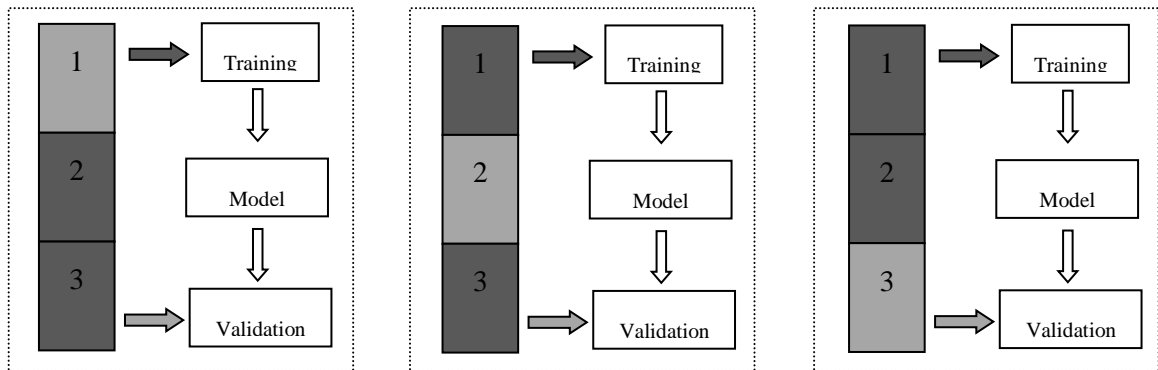 1
Training
2
Model
3
Validation
1
Training
2
Model
3
Validation
1
Training
2
Model
3
Validation